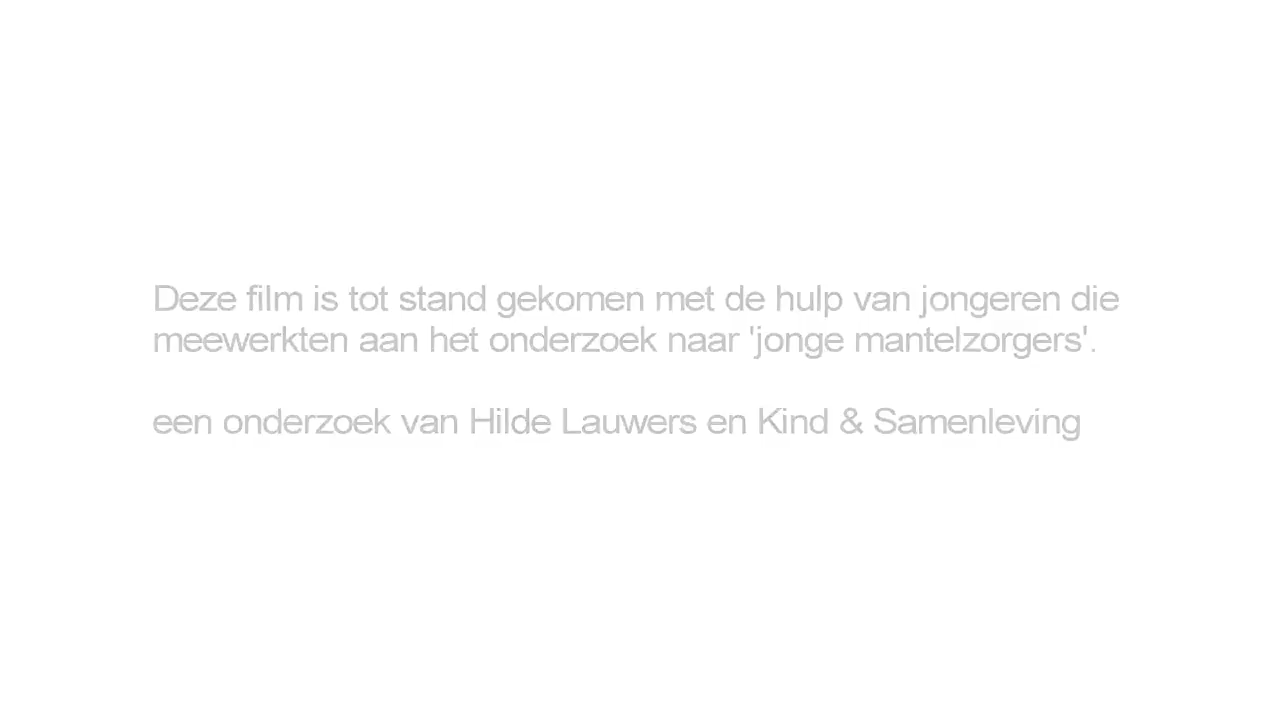 Deze film is tot stand gekomen met de hulp van jongeren die
meewerkten aan het onderzoek naar 'jonge mantelzorgers'.
een onderzoek van Hilde Lauwers en Kind & Samenleving